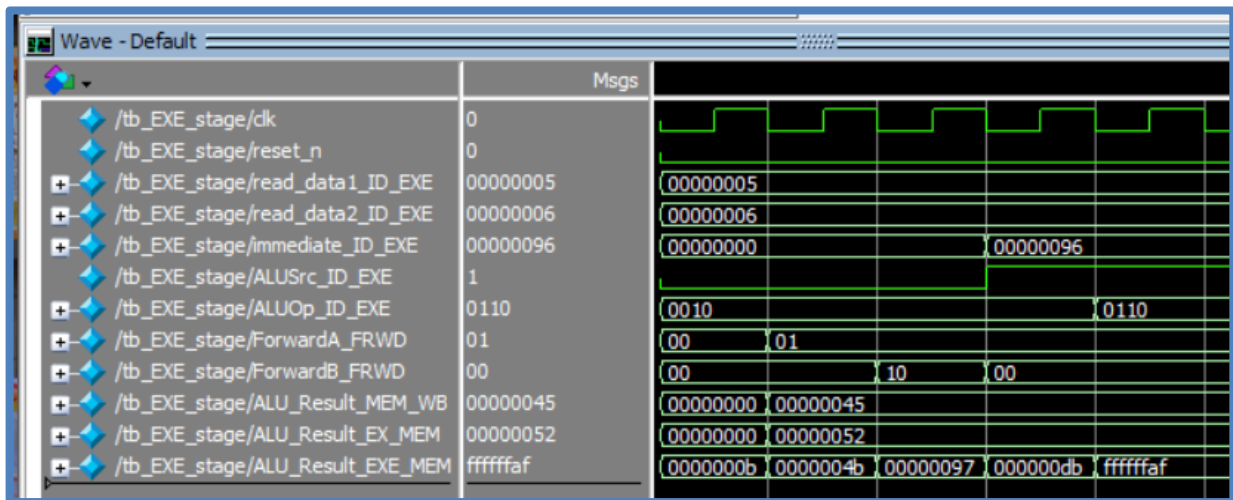 Wave - Default
Msgs
/tb_EXE_stage/clk 0
/tb_EXE_stage/reset_n 0
/tb_EXE_stage/read_data1_ID_EXE 00000005 00000005
/tb_EXE_stage/read_data2_ID_EXE 00000006 00000006
/tb_EXE_stage/immediate_ID_EXE 00000096 00000000 00000096
/tb_EXE_stage/ALUSrc_ID_EXE 1
/tb_EXE_stage/ALUOp_ID_EXE 0110 0010 0110
/tb_EXE_stage/ForwardA_FRWD 01 00 01
/tb_EXE_stage/ForwardB_FRWD 00 00 10 00
/tb_EXE_stage/ALU_Result_MEM_WB 00000045 00000000 00000045
/tb_EXE_stage/ALU_Result_EX_MEM 00000052 00000000 00000052
/tb_EXE_stage/ALU_Result_EXE_MEM ffffffaf 0000000b 0000004b 00000097 000000db ffffffaf